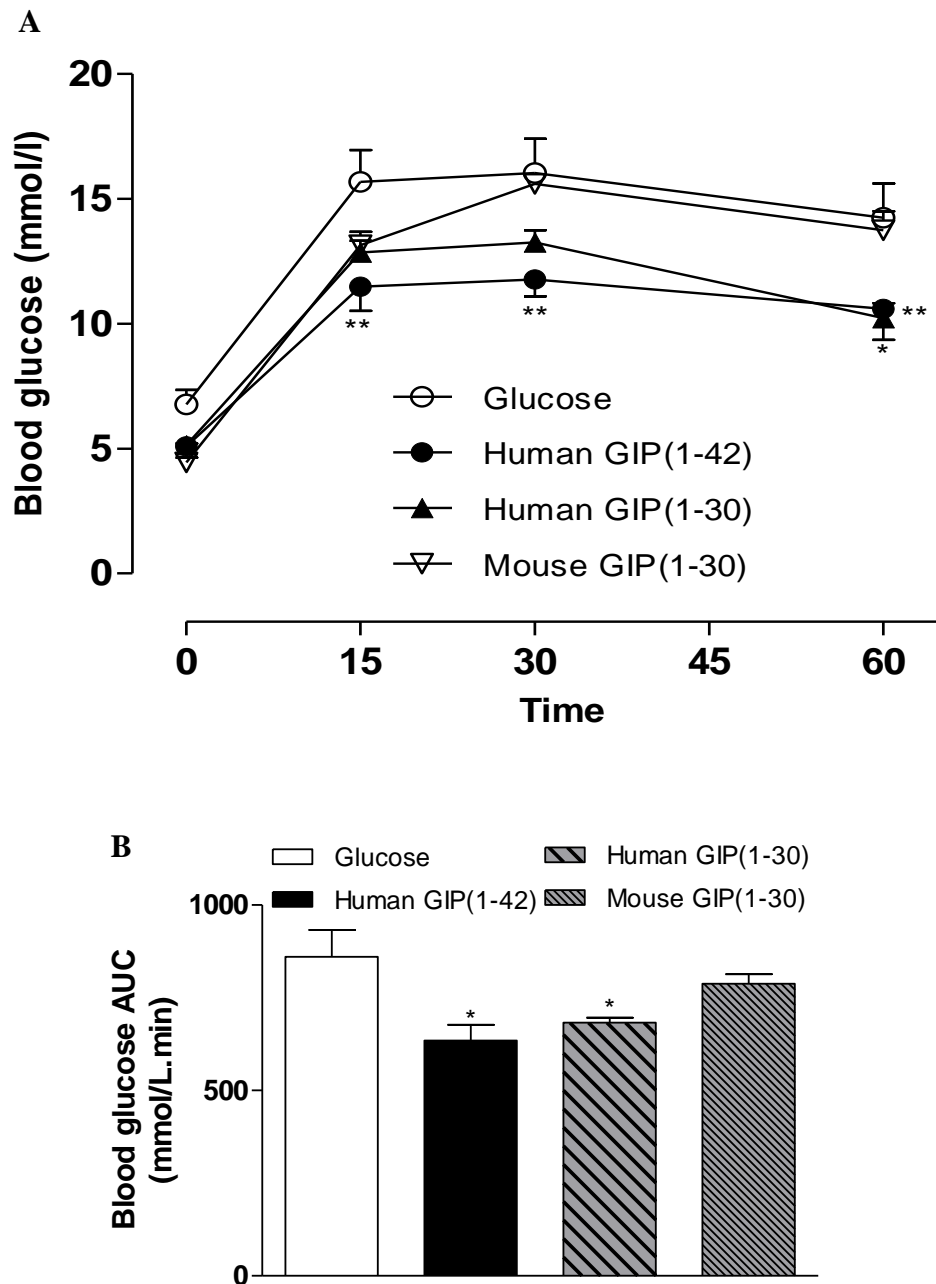 A
Blood glucose (mmol/l)
20
15
10
5
0
**
**
**
*
Glucose
Human GIP(1-42)
Human GIP(1-30)
Mouse GIP(1-30)
0 15 30 45 60
Time
B
Glucose
Human GIP(1-42)
Human GIP(1-30)
Mouse GIP(1-30)
Blood glucose AUC
(mmol/L.min)
1000
500
0
*
*